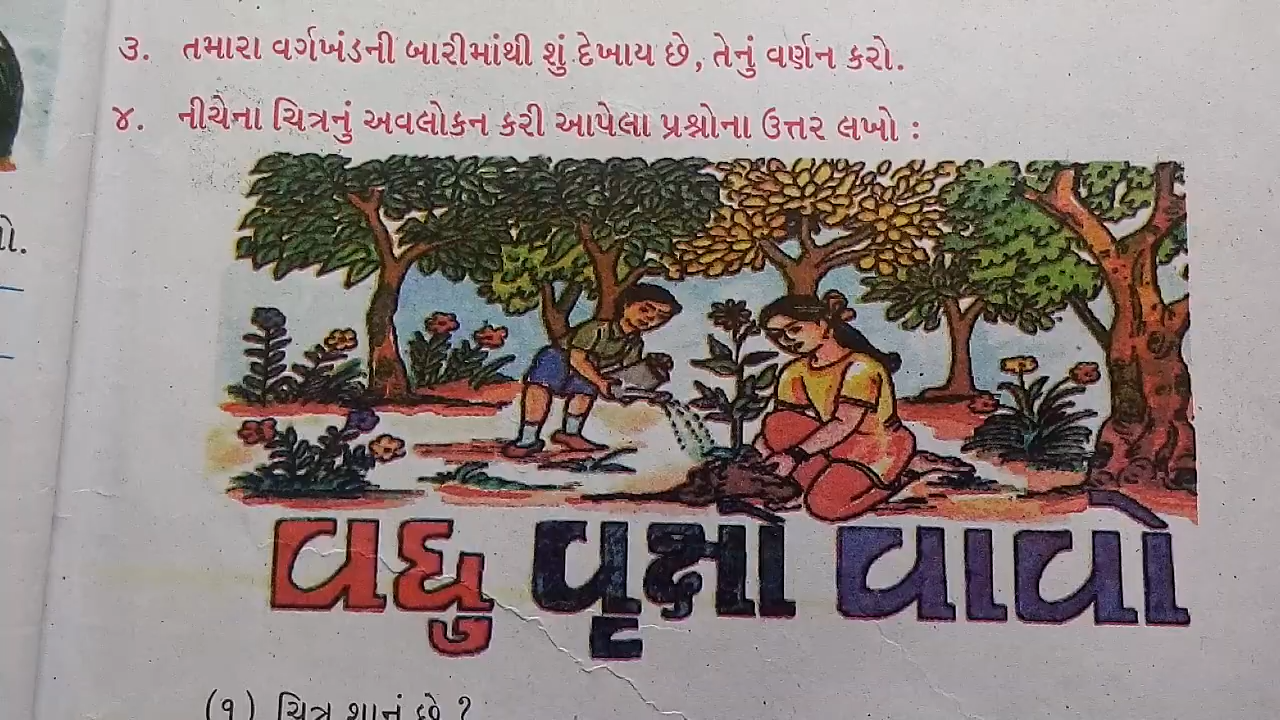 ૩. તમારા વર્ગખંડની બારીમાંથી શું દેખાય છે, તેનું વર્ણન કરો.
૪. નીચેના ચિત્રનું અવલોકન કરી આપેલા પ્રશ્નોના ઉત્તર લખો :
વધુ વૃક્ષો વાવો
(૧) ચિત્ર શાનું છે ?